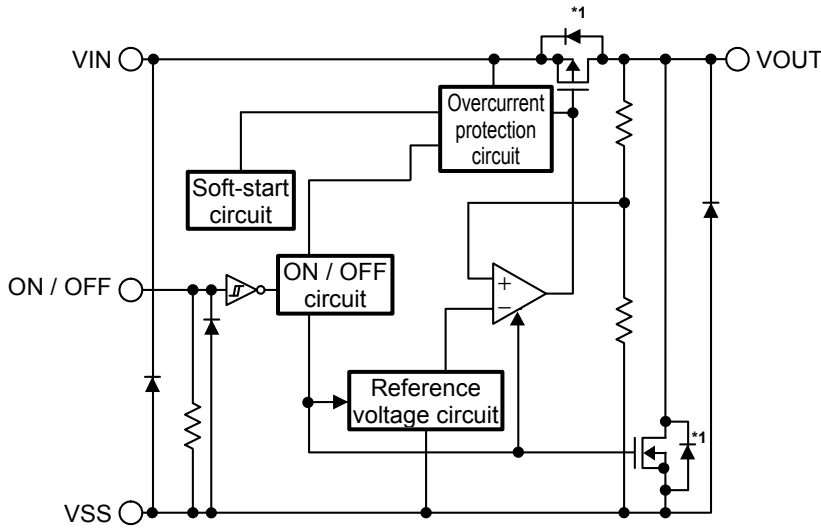 *1
VIN
VOUT
Overcurrent
protection
circuit
Soft-start
circuit
ON / OFF
ON / OFF
circuit
+
−
Reference
voltage circuit
*1
VSS